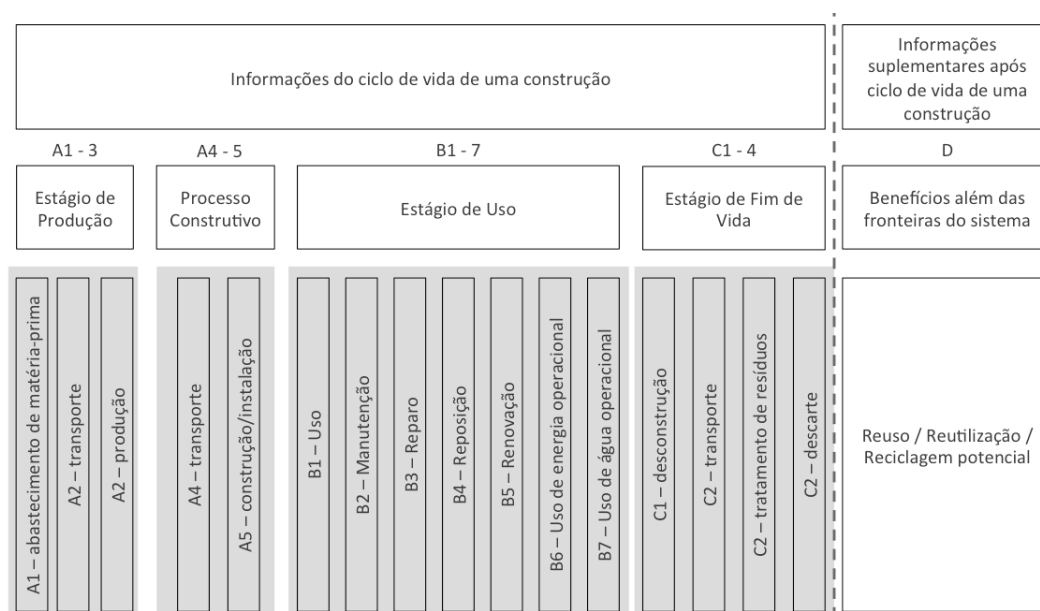 Informações do ciclo de vida de uma construção
Informações
suplementares após
ciclo de vida de uma
construção
A1 - 3
A4 - 5
B1 - 7
C1 - 4
D
Estágio de
Produção
Processo
Construtivo
Estágio de Uso
Estágio de Fim de
Vida
Benefícios além das
fronteiras do sistema
A1 – abastecimento de matéria-prima
A2 – transporte
A2 – produção
A4 – transporte
A5 – construção/instalação
B1 – Uso
B2 – Manutenção
B3 – Reparo
B4 – Reposição
B5 – Renovação
B6 – Uso de energia operacional
B7 – Uso de água operacional
C1 – desconstrução
C2 – transporte
C2 – tratamento de resíduos
C2 – descarte
Reuso / Reutilização /
Reciclagem potencial